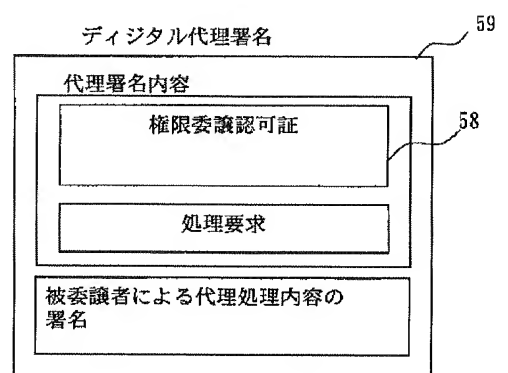 ディジタル代理署名
59
代理署名内容
権限委譲認可証
58
処理要求
被委譲者による代理処理内容の
署名